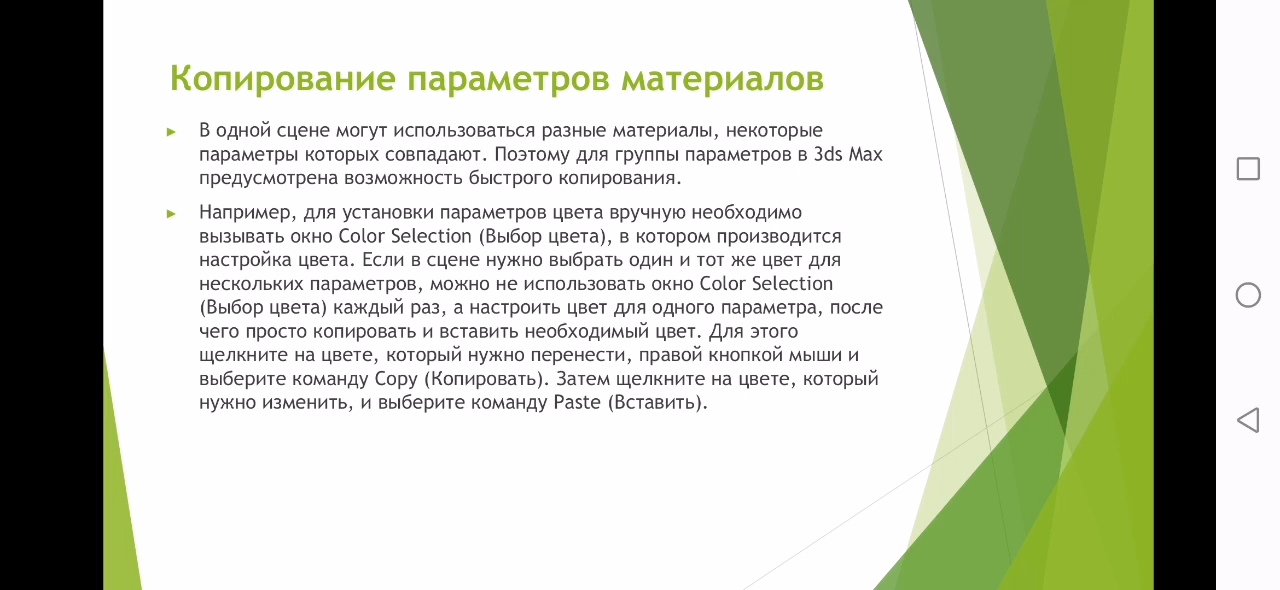 Копирование параметров материалов
В одной сцене могут использоваться разные материалы, некоторые
параметры которых совпадают. Поэтому для группы параметров в 3ds Max
предусмотрена возможность быстрого копирования.
Например, для установки параметров цвета вручную необходимо
вызывать окно Color Selection (Выбор цвета), в котором производится
настройка цвета. Если в сцене нужно выбрать один и тот же цвет для
нескольких параметров, можно не использовать окно Color Selection
(Выбор цвета) каждый раз, а настроить цвет для одного параметра, после
чего просто копировать и вставить необходимый цвет. Для этого
щелкните на цвете, который нужно перенести, правой кнопкой мыши и
выберите команду Copy (Копировать). Затем щелкните на цвете, который
нужно изменить, и выберите команду Paste (Вставить).